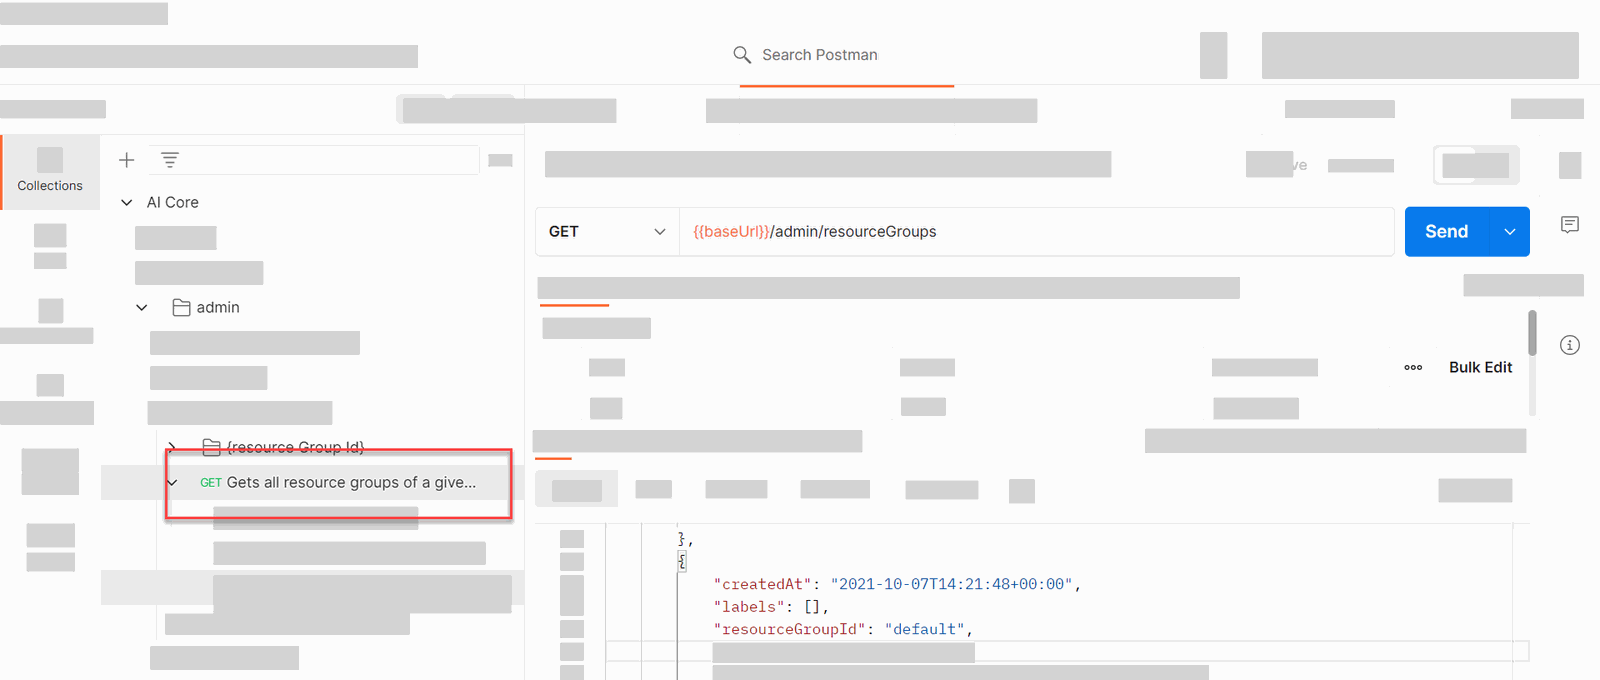 Search Postman
Collections
AI Core
ve
GET
{{baseUrl}}/admin/resourceGroups
Send
admin
Bulk Edit
{resource Group Id}
GET Gets all resource groups of a give...
},
{
"createdAt": "2021-10-07T14:21:48+00:00",
"labels": [],
"resourceGroupId": "default",